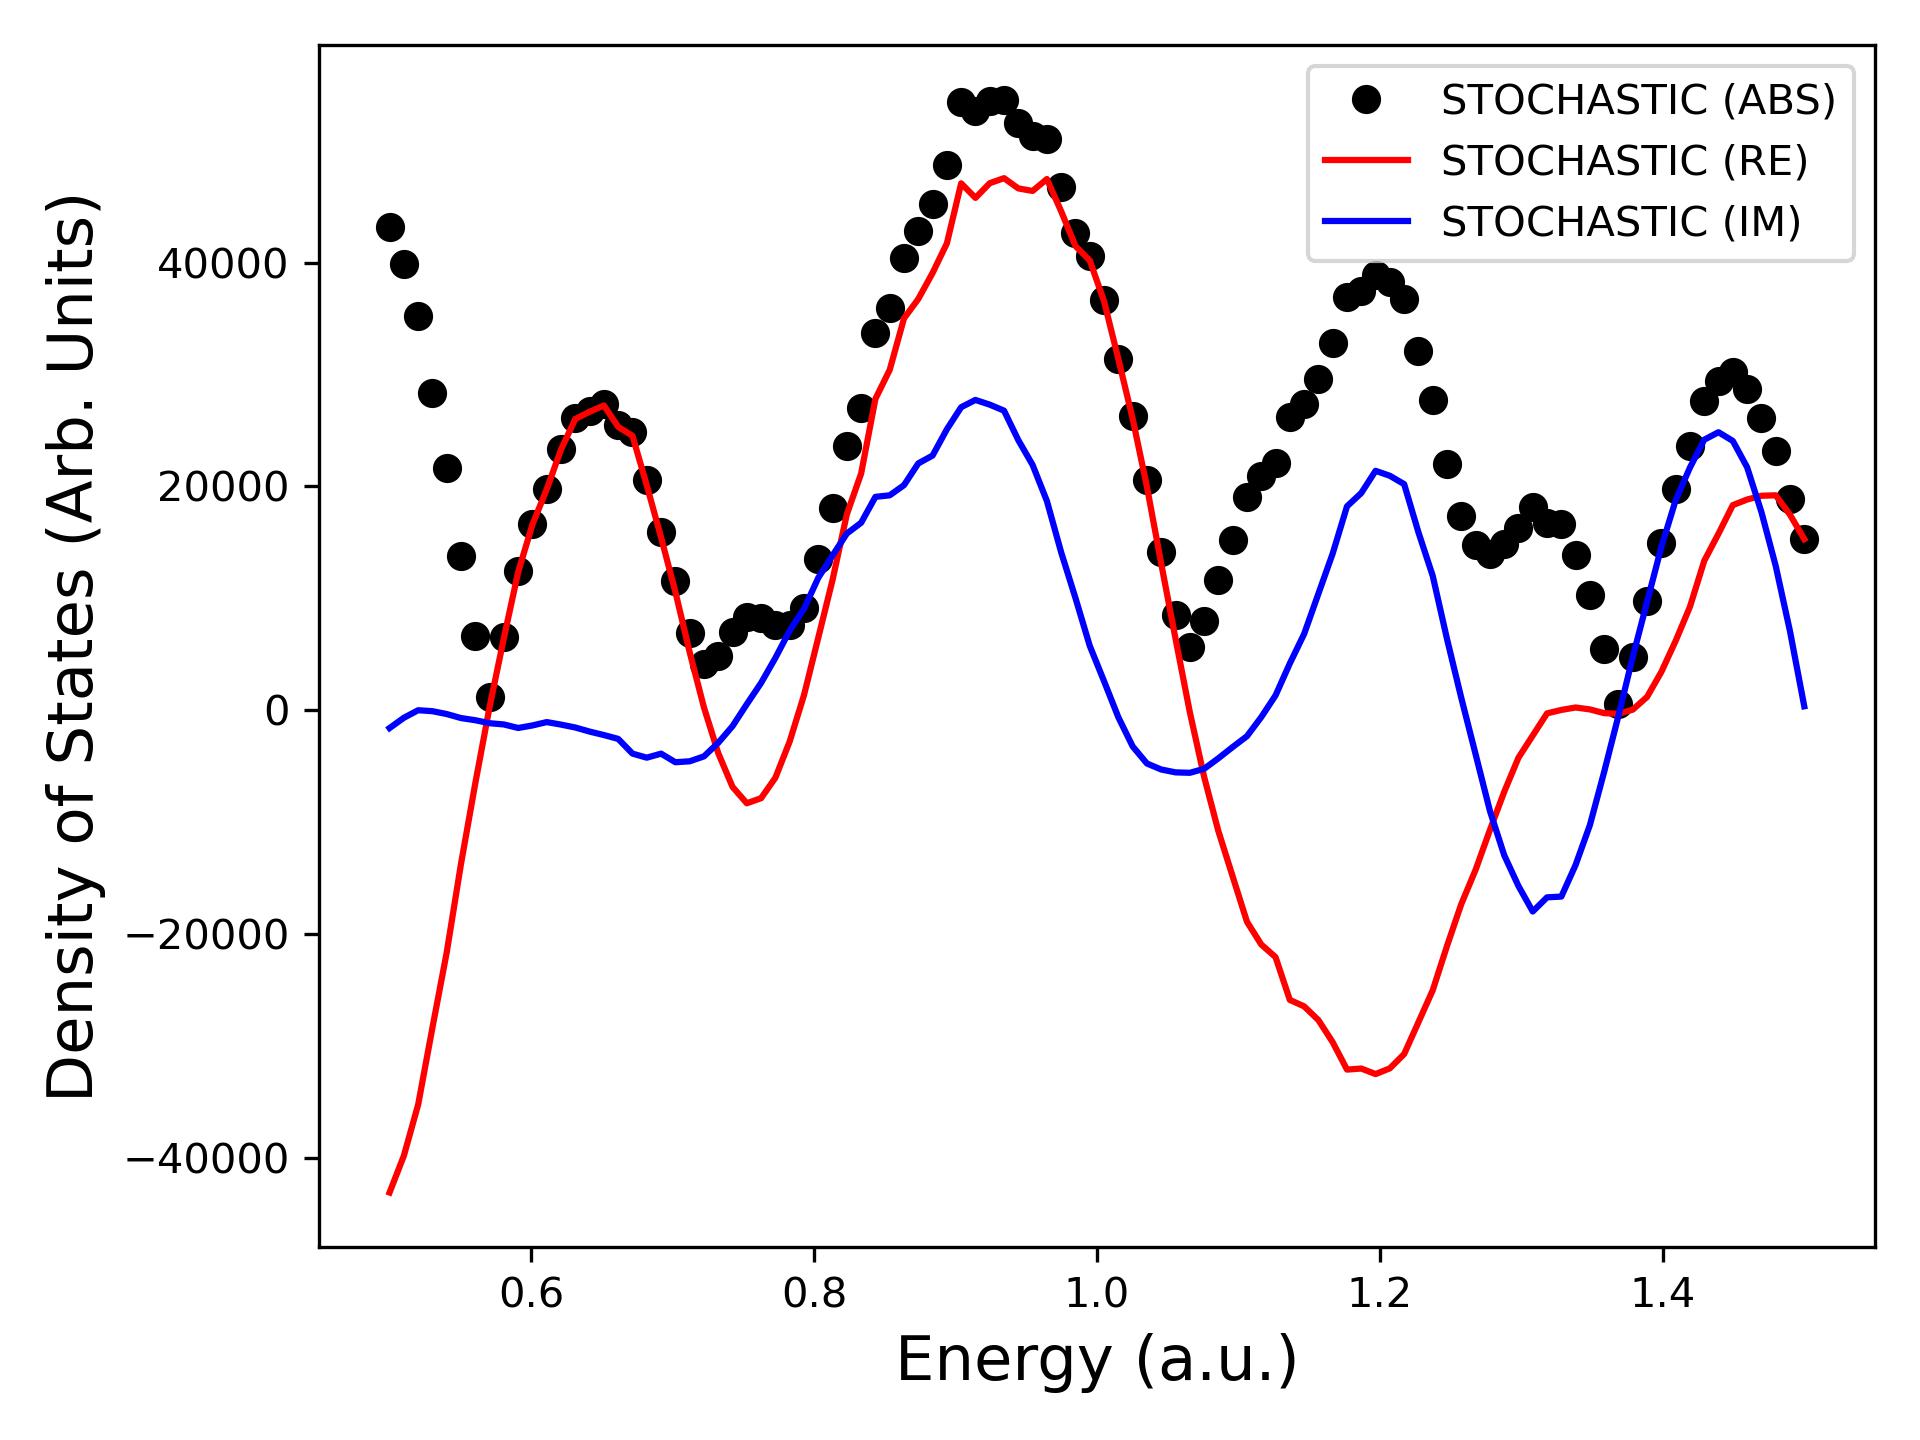 STOCHASTIC (ABS)
STOCHASTIC (RE)
STOCHASTIC (IM)
Density of States (Arb. Units)
40000
20000
0
−20000
−40000
0.6 0.8 1.0 1.2 1.4
Energy (a.u.)